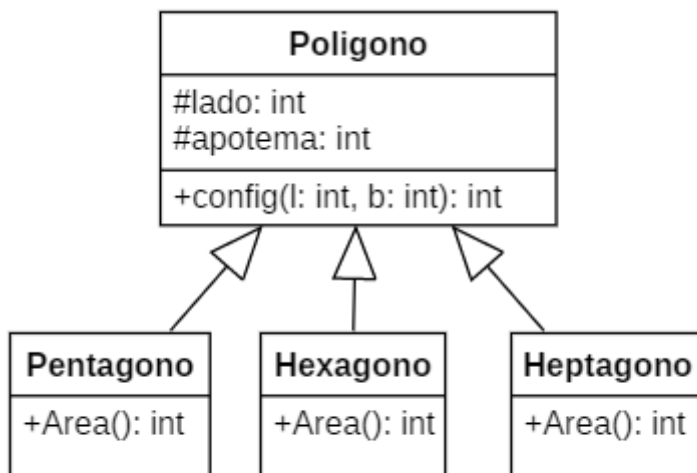 Poligono
#lado: int
#apotema: int
+config(l: int, b: int): int
Pentagono
+Area(): int
Hexagono
+Area(): int
Heptagono
+Area(): int